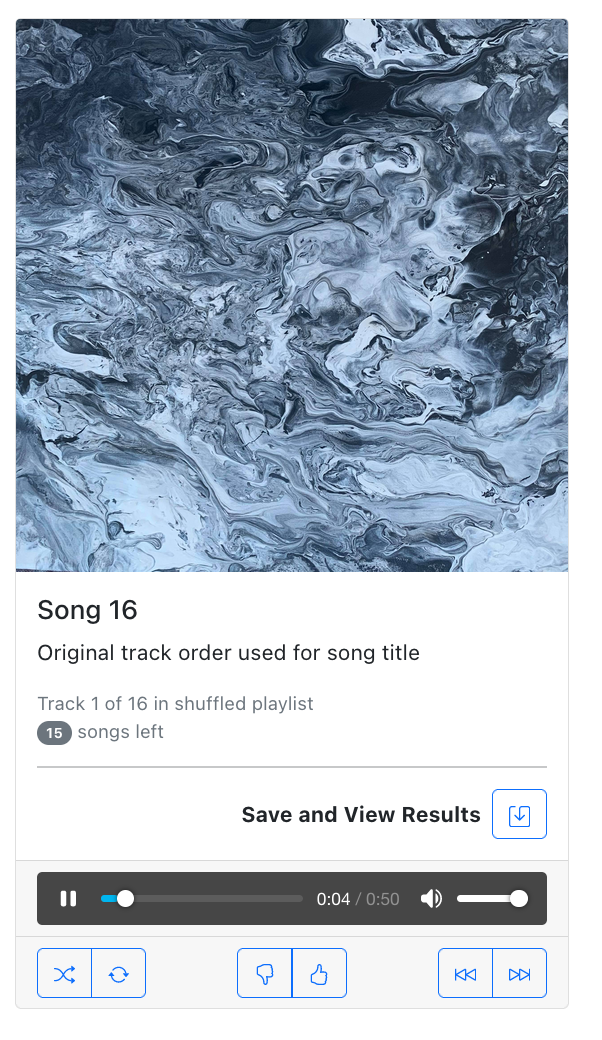 Song 16
Original track order used for song title
Track 1 of 16 in shuffled playlist
15 songs left
Save and View Results
0:04 / 0:50